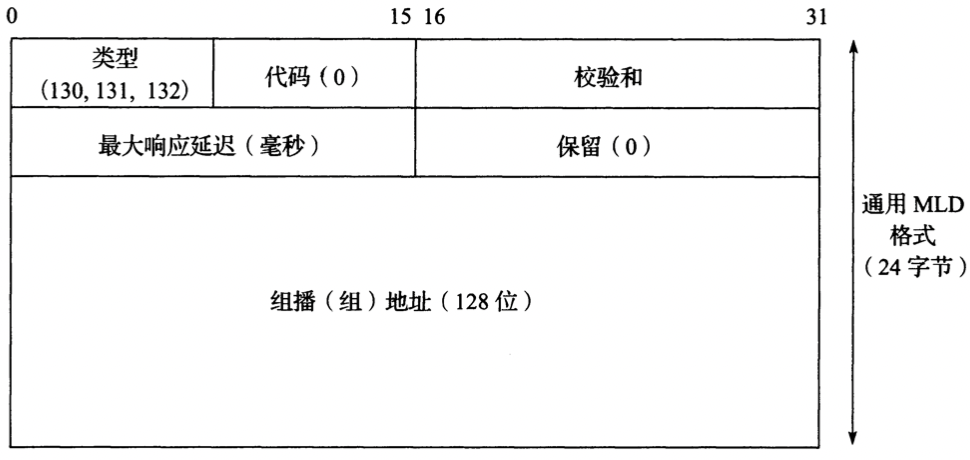 0 15 16 31
类型
(130, 131, 132)
代码（0）
校验和
最大响应延迟（毫秒）
保留（0）
组播（组）地址（128 位）
通用 MLD
格式
（24 字节）